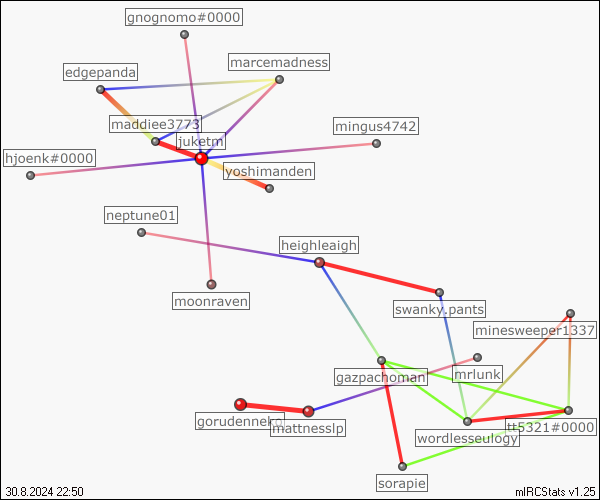 gnognomo#0000
marcemadness
edgepanda
maddiee3773
mingus4742
juketm
hjoenk#0000
yoshimanden
neptune01
heighleaigh
moonraven
swanky.pants
minesweeper1337
gazpachoman
mrlunk
gorudenneko
mattnesslp
tt5321#0000
wordlesseulogy
sorapie
30.8.2024 22:50
mIRCStats v1.25